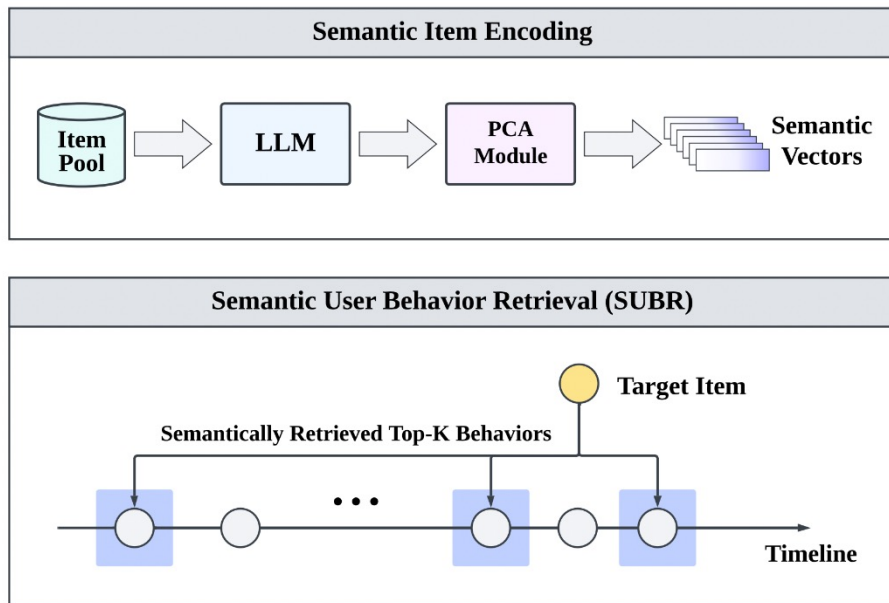 Semantic Item Encoding
Item
Pool
LLM
PCA
Module
Semantic
Vectors
Semantic User Behavior Retrieval (SUBR)
Target Item
Semantically Retrieved Top-K Behaviors
Timeline